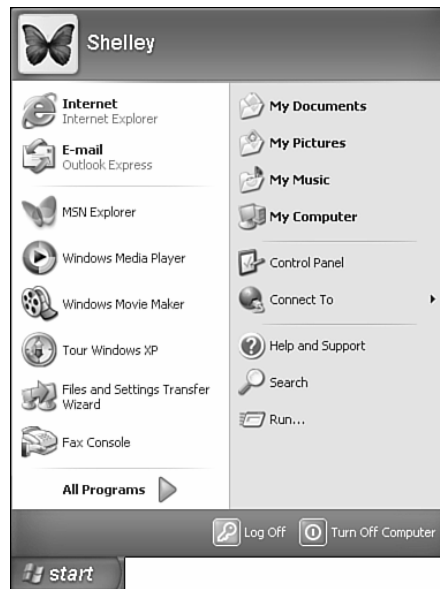 Shelley
Internet
Internet Explorer
E-mail
Outlook Express
MSN Explorer
Windows Media Player
Windows Movie Maker
Tour Windows XP
Files and Settings Transfer
Wizard
Fax Console
All Programs
My Documents
My Pictures
My Music
My Computer
Control Panel
Connect To
Help and Support
Search
Run...
Log Off
Turn Off Computer
start